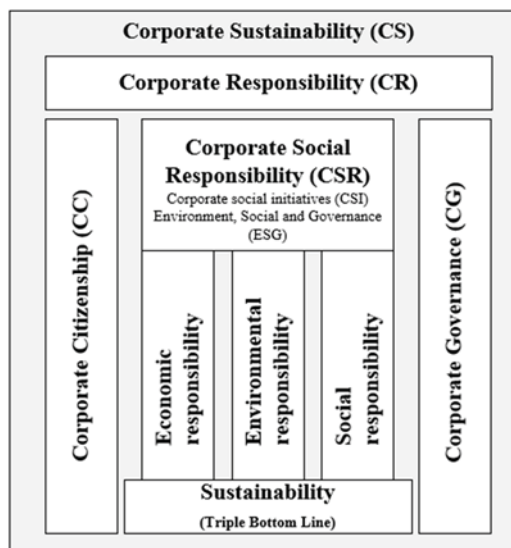 Corporate Sustainability (CS)
Corporate Responsibility (CR)
Corporate Citizenship (CC)
Corporate Social
Responsibility (CSR)
Corporate social initiatives (CSI)
Environment, Social and Governance
(ESG)
Economic
responsibility
Environmental
responsibility
Social
responsibility
Corporate Governance (CG)
Sustainability
(Triple Bottom Line)